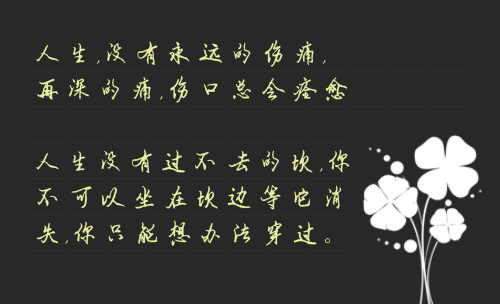 人生,没有永远的伤痛,
再深的痛,伤口总会痊愈
人生没有过不去的坎,你
不可以坐在坎边等它消
失,你只能想办法穿过。